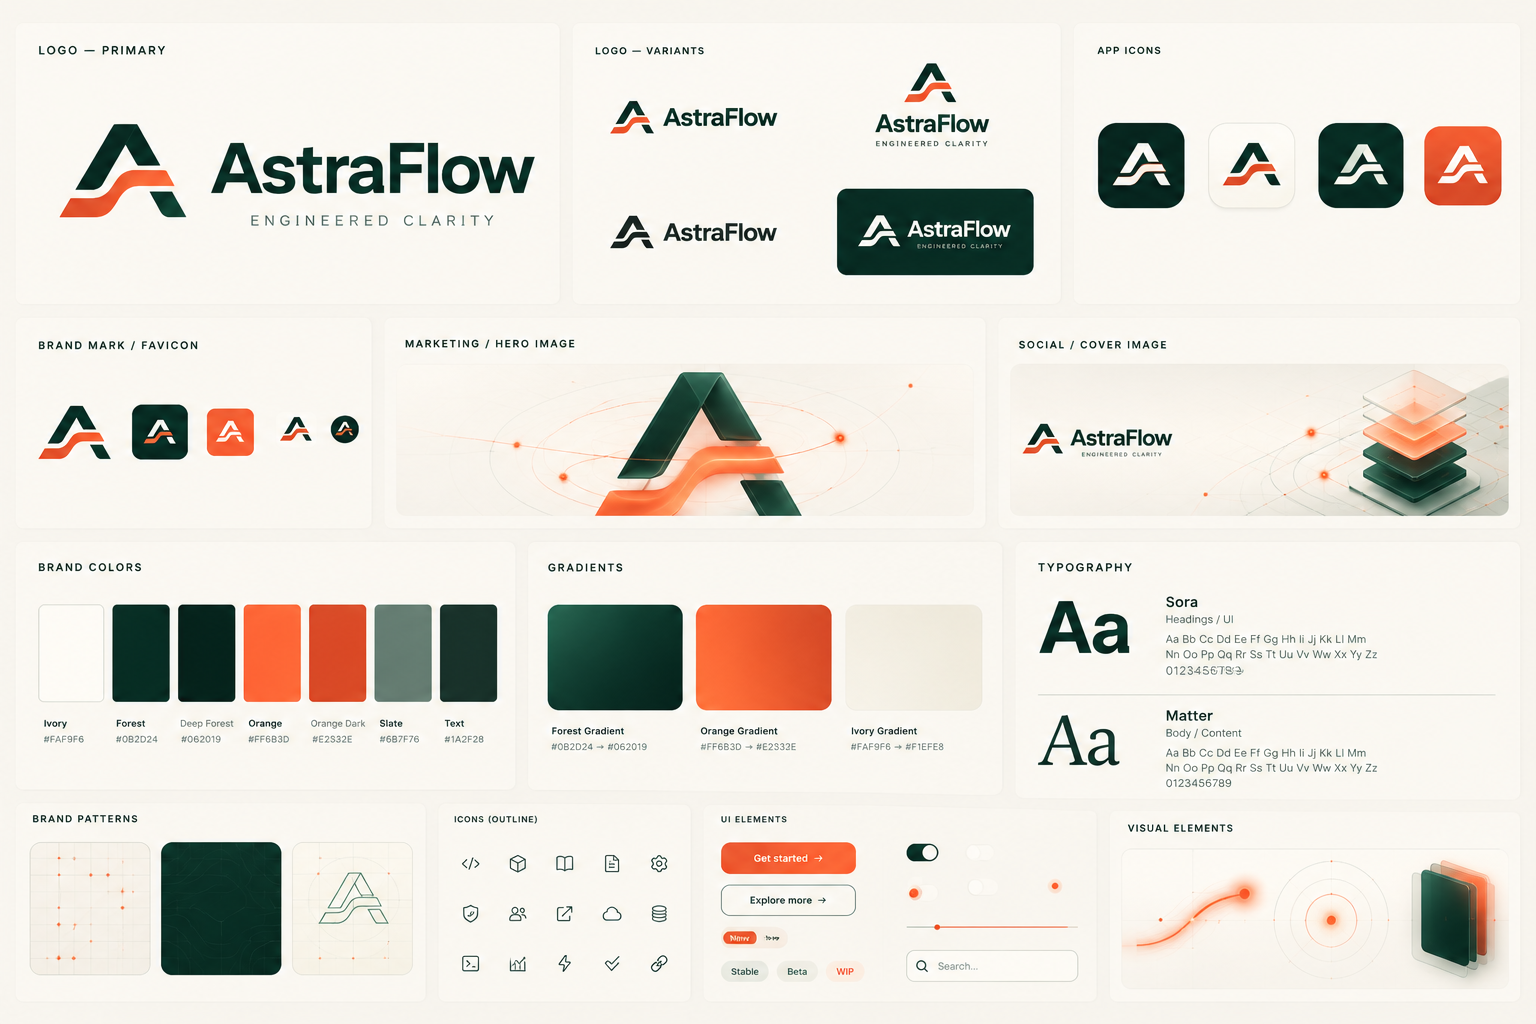 LOGO — PRIMARY
AstraFlow
ENGINEERED CLARITY
LOGO — VARIANTS
AstraFlow
AstraFlow
ENGINEERED CLARITY
AstraFlow
AstraFlow
ENGINEERED CLARITY
APP ICONS
BRAND MARK / FAVICON
MARKETING / HERO IMAGE
SOCIAL / COVER IMAGE
AstraFlow
ENGINEERED CLARITY
BRAND COLORS
Ivory
#FAF9F6
Forest
#0B2D24
Deep Forest
#062019
Orange
#FF6B3D
Orange Dark
#E2S32E
Slate
#6B7F76
Text
#1A2F28
GRADIENTS
Forest Gradient
#0B2D24 → #062019
Orange Gradient
#FF6B3D → #E2S33E
Ivory Gradient
#FAF9F6 → #F1EFE8
TYPOGRAPHY
Aa
Sora
Headings / UI
Aa Bb Cc Dd Ee Ff Gg Hh Ii Jj Kk Ll Mm
Nn Oo Pp Qq Rr Ss Tt Uu Vv Ww Xx Yy Zz
0123456
Aa
Matter
Body / Content
Aa Bb Cc Dd Ee Ff Gg Hh Ii Jj Kk Ll Mm
Nn Oo Pp Qq Rr Ss Tt Uu Vv Ww Xx Yy Zz
0123456789
BRAND PATTERNS
ICONS (OUTLINE)
UI ELEMENTS
Get started →
Explore more →
Stable
Beta
WIP
Search...
VISUAL ELEMENTS